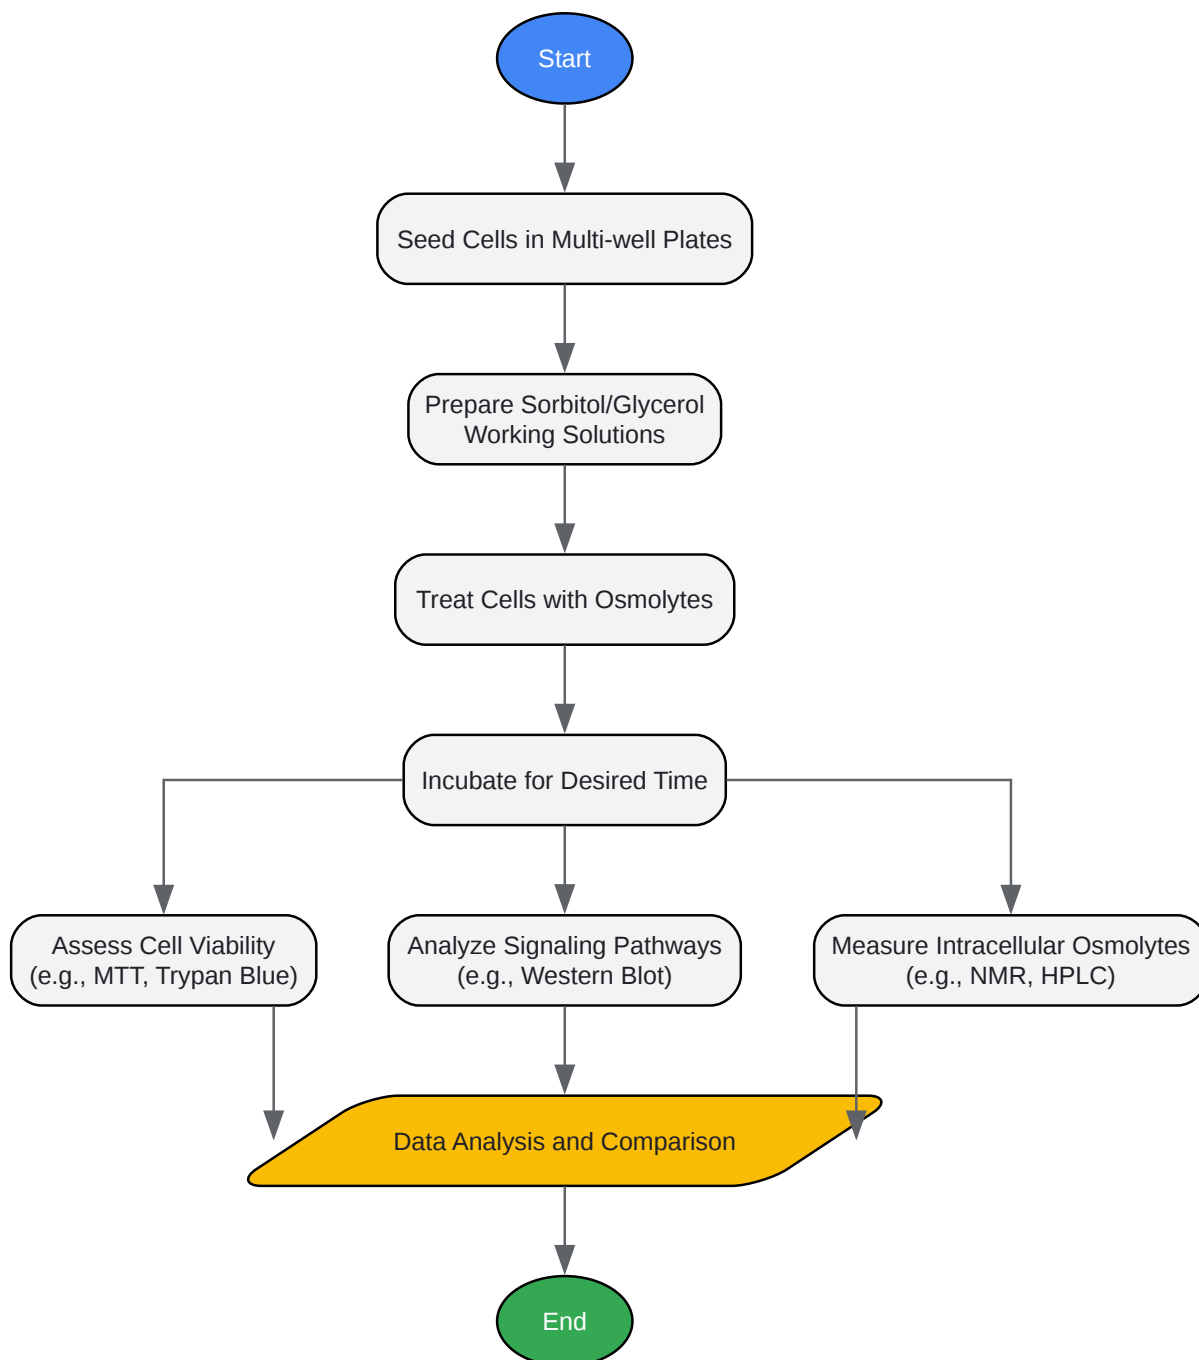 Start
Seed Cells in Multi-well Plates
Prepare Sorbitol/Glycerol
Working Solutions
Treat Cells with Osmolytes
Incubate for Desired Time
Assess Cell Viability
(e.g., MTT, Trypan Blue)
Analyze Signaling Pathways
(e.g., Western Blot)
Measure Intracellular Osmolytes
(e.g., NMR, HPLC)
Data Analysis and Comparison
End